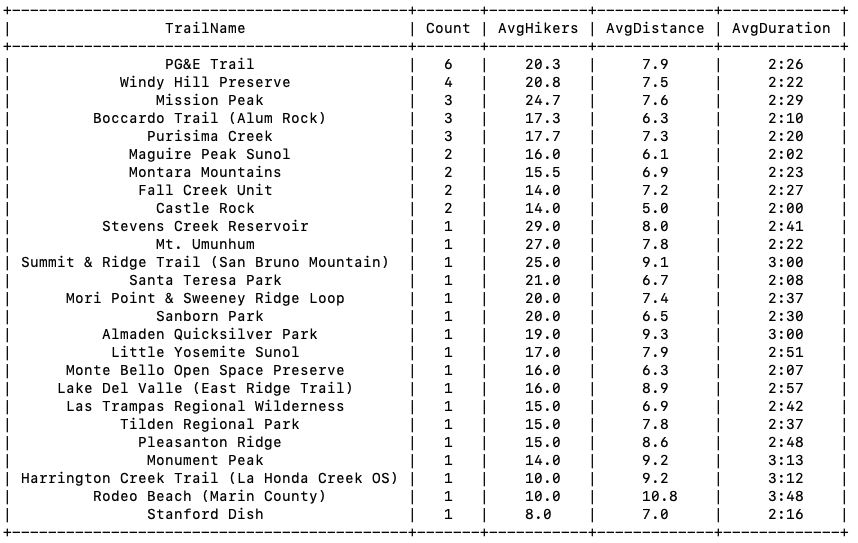 +--------------------------------------------+-------+-----------+-------------+-------------+
| TrailName | Count | AvgHikers | AvgDistance | AvgDuration |
+--------------------------------------------+-------+-----------+-------------+-------------+
| PG&E Trail | 6 | 20.3 | 7.9 | 2:26 |
| Windy Hill Preserve | 4 | 20.8 | 7.5 | 2:22 |
| Mission Peak | 3 | 24.7 | 7.6 | 2:29 |
| Boccardo Trail (Alum Rock) | 3 | 17.3 | 6.3 | 2:10 |
| Purisima Creek | 3 | 17.7 | 7.3 | 2:20 |
| Maguire Peak Sunol | 2 | 16.0 | 6.1 | 2:02 |
| Montara Mountains | 2 | 15.5 | 6.9 | 2:23 |
| Fall Creek Unit | 2 | 14.0 | 7.2 | 2:27 |
| Castle Rock | 2 | 14.0 | 5.0 | 2:00 |
| Stevens Creek Reservoir | 1 | 29.0 | 8.0 | 2:41 |
| Mt. Umunhum | 1 | 27.0 | 7.8 | 2:22 |
| Summit & Ridge Trail (San Bruno Mountain) | 1 | 25.0 | 9.1 | 3:00 |
| Santa Teresa Park | 1 | 21.0 | 6.7 | 2:08 |
| Mori Point & Sweeney Ridge Loop | 1 | 20.0 | 7.4 | 2:37 |
| Sanborn Park | 1 | 20.0 | 6.5 | 2:30 |
| Almaden Quicksilver Park | 1 | 19.0 | 9.3 | 3:00 |
| Little Yosemite Sunol | 1 | 17.0 | 7.9 | 2:51 |
| Monte Bello Open Space Preserve | 1 | 16.0 | 6.3 | 2:07 |
| Lake Del Valle (East Ridge Trail) | 1 | 16.0 | 8.9 | 2:57 |
| Las Trampas Regional Wilderness | 1 | 15.0 | 6.9 | 2:42 |
| Tilden Regional Park | 1 | 15.0 | 7.8 | 2:37 |
| Pleasanton Ridge | 1 | 15.0 | 8.6 | 2:48 |
| Monument Peak | 1 | 14.0 | 9.2 | 3:13 |
| Harrington Creek Trail (La Honda Creek OS) | 1 | 10.0 | 9.2 | 3:12 |
| Rodeo Beach (Marin County) | 1 | 10.0 | 10.8 | 3:48 |
| Stanford Dish | 1 | 8.0 | 7.0 | 2:16 |
+--------------------------------------------+-------+-----------+-------------+-------------+